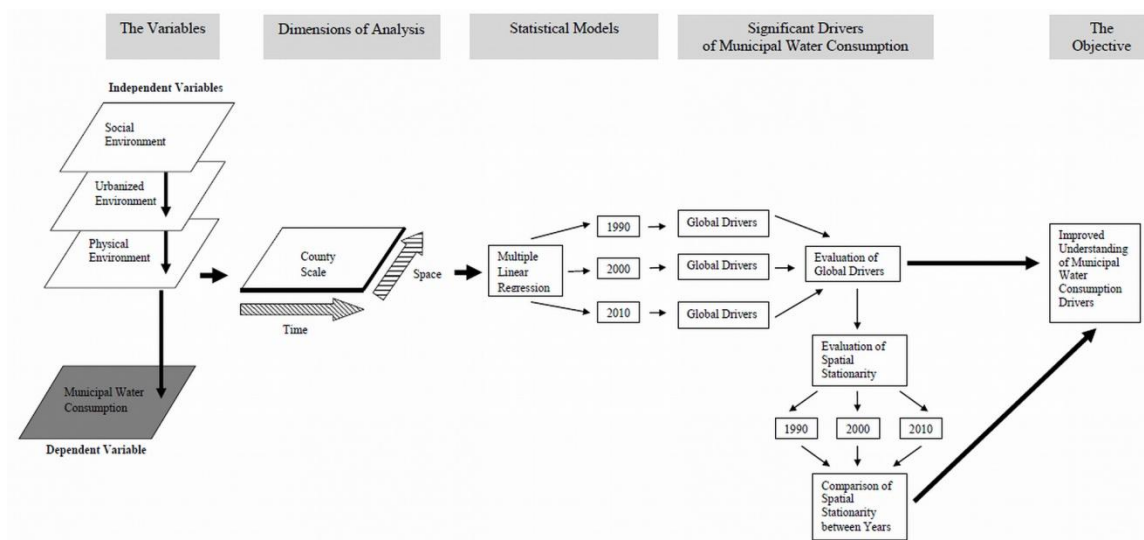 The Variables
Dimensions of Analysis
Statistical Models
Significant Drivers
of Municipal Water Consumption
The
Objective
Independent Variables
Social
Environment
Urbanized
Environment
Physical
Environment
Municipal Water
Consumption
Dependent Variable
County
Scale
Space
Time
Multiple
Linear
Regression
1990
2000
2010
Global Drivers
Global Drivers
Global Drivers
Evaluation of
Global Drivers
Evaluation of
Spatial
Stationarity
1990
2000
2010
Comparison of
Spatial
Stationarity
between Years
Improved
Understanding
of Municipal
Water
Consumption
Drivers